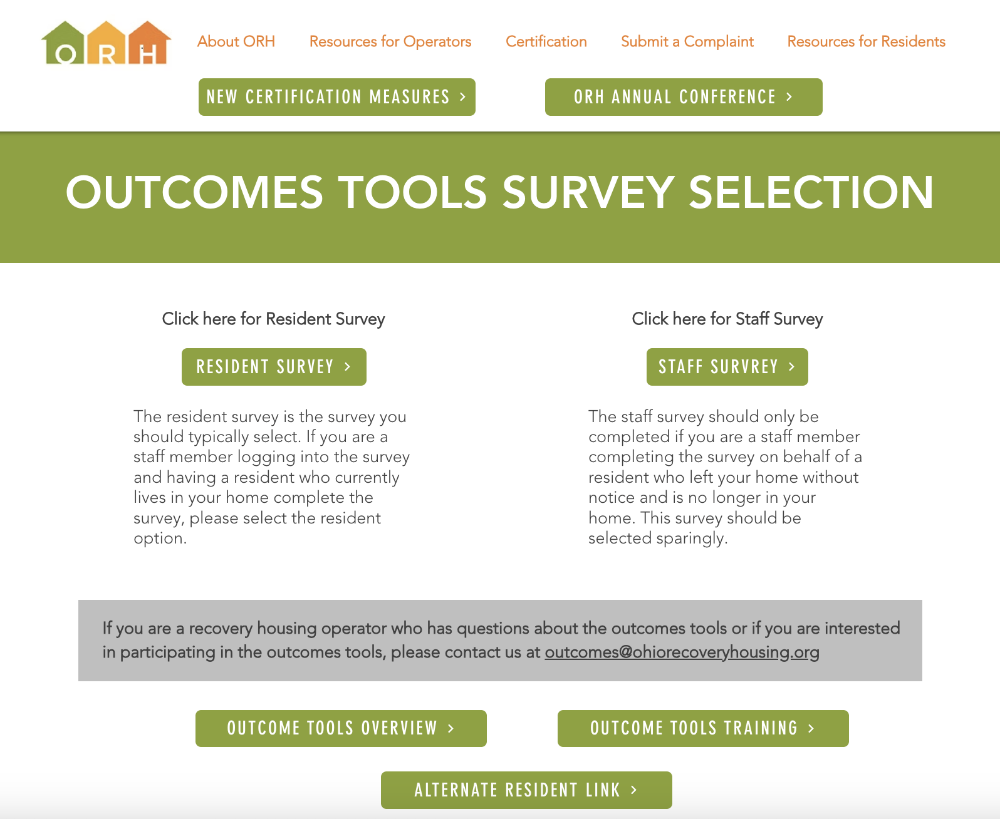 ORH
About ORH
Resources for Operators
Certification
Submit a Complaint
Resources for Residents
NEW CERTIFICATION MEASURES
ORH ANNUAL CONFERENCE
OUTCOMES TOOLS SURVEY SELECTION
Click here for Resident Survey
RESIDENT SURVEY
The resident survey is the survey you
should typically select. If you are a
staff member logging into the survey
and having a resident who currently
lives in your home complete the
survey, please select the resident
option.
Click here for Staff Survey
STAFF SURVREY
The staff survey should only be
completed if you are a staff member
completing the survey on behalf of a
resident who left your home without
notice and is no longer in your
home. This survey should be
selected sparingly.
If you are a recovery housing operator who has questions about the outcomes tools or if you are interested
in participating in the outcomes tools, please contact us at outcomes@ohiorecoveryhousing.org
OUTCOME TOOLS OVERVIEW
OUTCOME TOOLS TRAINING
ALTERNATE RESIDENT LINK